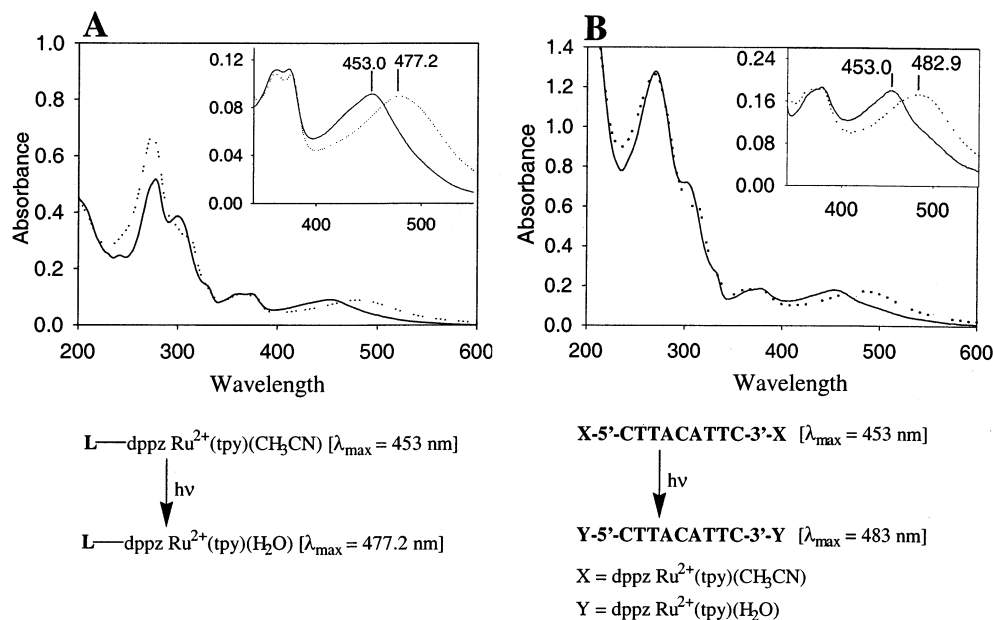 A
1.0
0.8
0.6
0.4
0.2
0.0
Absorbance
200 300 400 500 600
Wavelength
0.12
0.08
0.04
0.00
453.0 477.2
400 500
L—dppz Ru²⁺(tpy)(CH₃CN) [λmax = 453 nm]
hν
L—dppz Ru²⁺(tpy)(H₂O) [λmax = 477.2 nm]
B
1.4
1.2
1.0
0.8
0.6
0.4
0.2
0.0
Absorbance
200 300 400 500 600
Wavelength
0.24
0.16
0.08
0.00
453.0 482.9
400 500
X-5'-CTTACATTC-3'-X [λmax = 453 nm]
hν
Y-5'-CTTACATTC-3'-Y [λmax = 483 nm]
X = dppz Ru²⁺(tpy)(CH₃CN)
Y = dppz Ru²⁺(tpy)(H₂O)